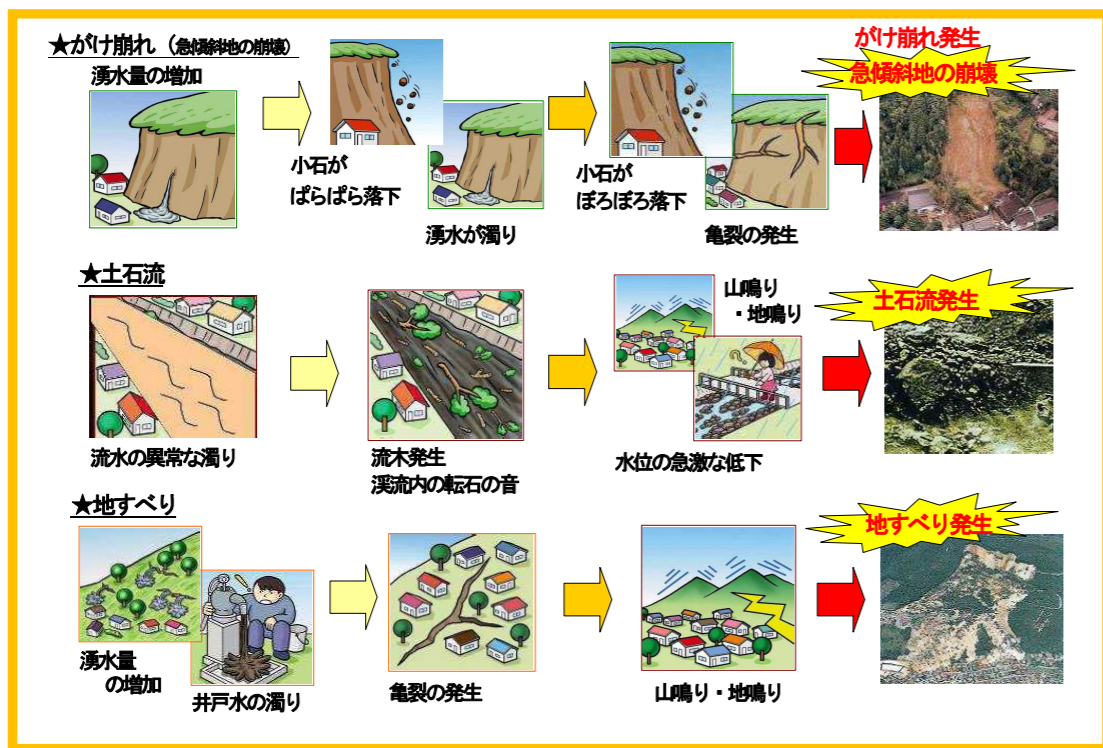 ★がけ崩れ（急傾斜地の崩壊）
湧水量の増加
小石が
ぱらぱら落下
湧水が濁り
小石が
ぼろぼろ落下
亀裂の発生
がけ崩れ発生
急傾斜地の崩壊
★土石流
流水の異常な濁り
流木発生
渓流内の転石の音
山鳴り
・地鳴り
水位の急激な低下
土石流発生
★地すべり
湧水量
の増加
井戸水の濁り
亀裂の発生
山鳴り・地鳴り
地すべり発生